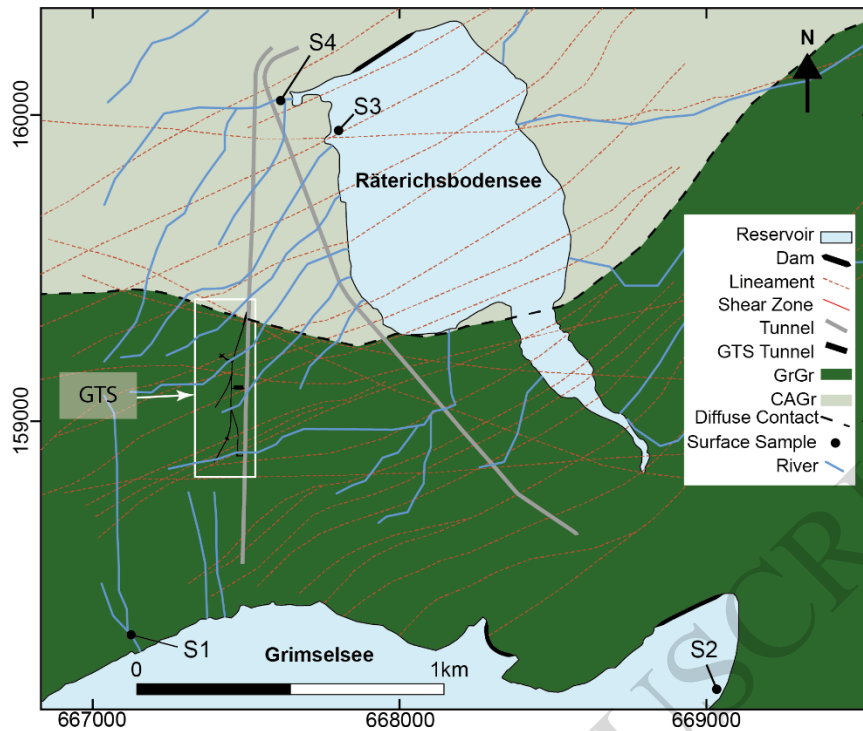 S4
N
S3
160000
Räterichsbodensee
Reservoir
Dam
Lineament
Shear Zone
Tunnel
GTS Tunnel
GrGr
CAGr
Diffuse Contact
Surface Sample
River
GTS
159000
S1
Grimselsee
S2
0
1km
667000
668000
669000
USCR